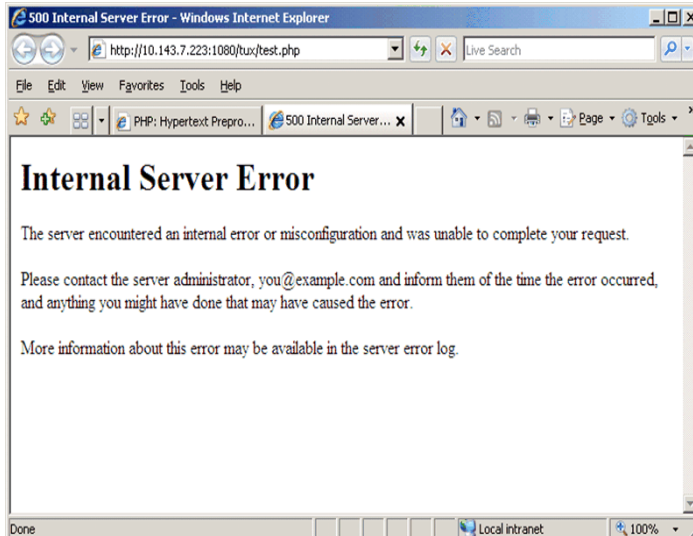 500 Internal Server Error - Windows Internet Explorer
http://10.143.7.223:1080/tux/test.php
Live Search
File Edit View Favorites Tools Help
PHP: Hypertext Prepro... 500 Internal Server... Page Tools
Internal Server Error
The server encountered an internal error or misconfiguration and was unable to complete your request.
Please contact the server administrator, you@example.com and inform them of the time the error occurred,
and anything you might have done that may have caused the error.
More information about this error may be available in the server error log.
Done Local intranet 100%